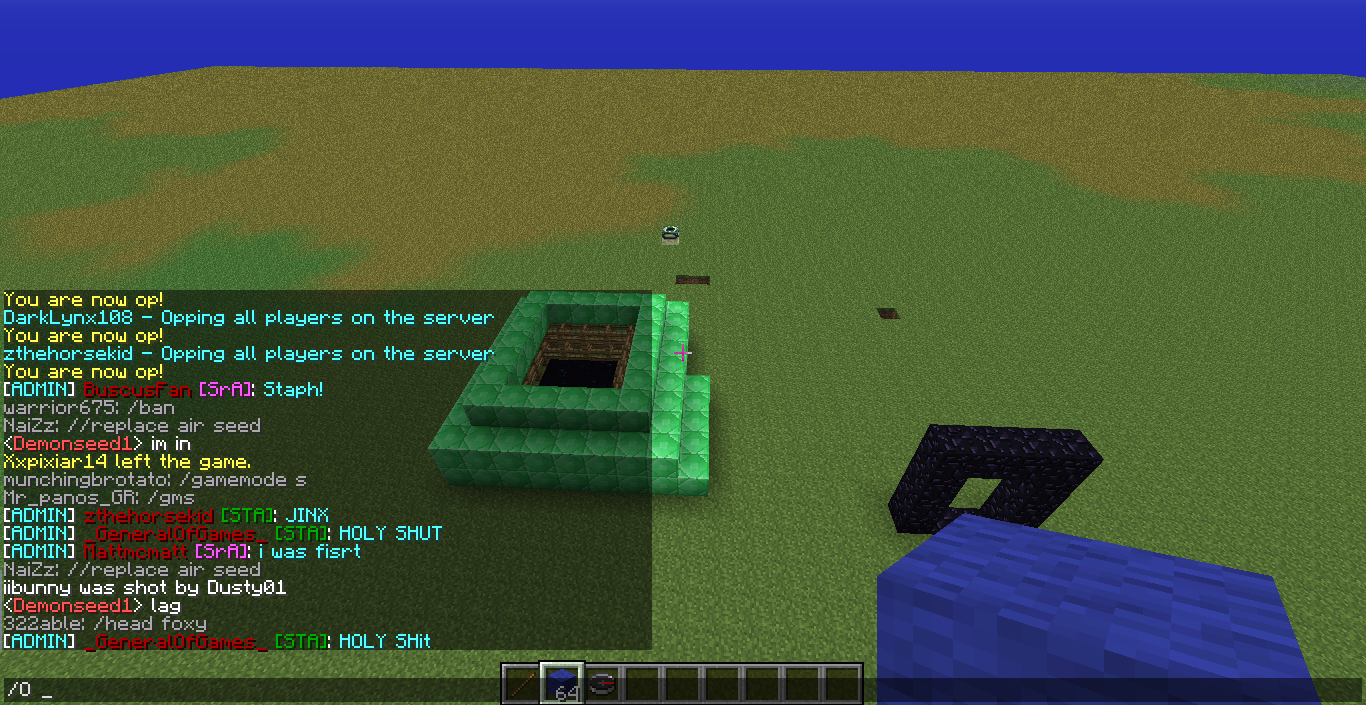 You are now op!
DarkLynx108 - Opping all players on the server
You are now op!
zthehorsekid - Opping all players on the server
You are now op!
[ADMIN] BuscusFan [SrA]: Staph!
warrior675: /ban
NaiZz: //replace air seed
<Demonseed1> im in
Xxpixiar14 left the game.
munchingbrotato: /gamemode s
Mr_panos_GR: /gms
[ADMIN] zthehorsekid [STA]: JINX
[ADMIN] _GeneralOfGames_ [STA]: HOLY SHUT
[ADMIN] Mattmcmatt [SrA]: i was fisrt
NaiZz: //replace air seed
iibunny was shot by Dusty01
<Demonseed1> lag
322able: /head foxy
[ADMIN] _GeneralOfGames_ [STA]: HOLY SHit
/O _
64